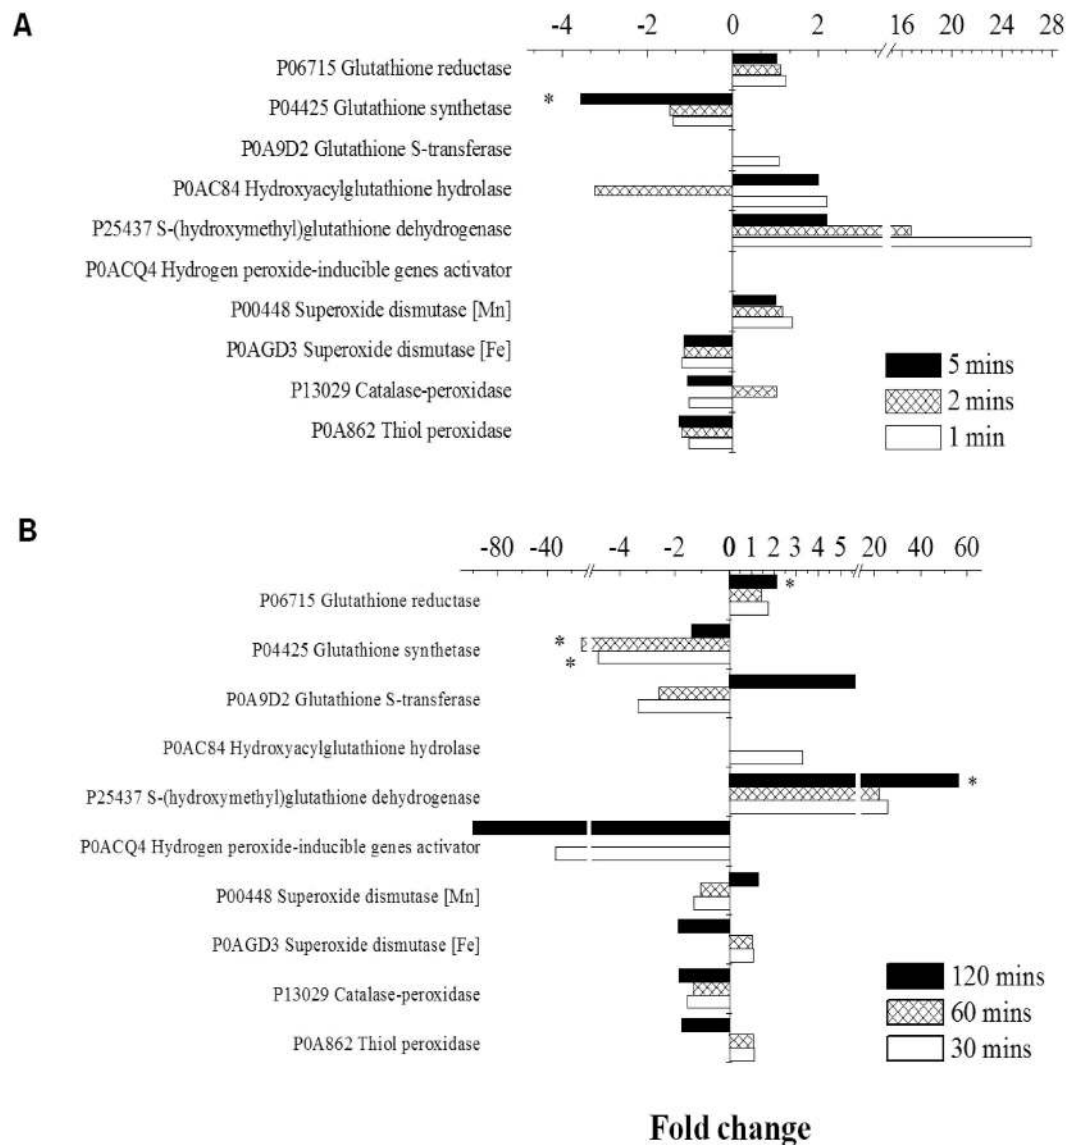 A
-4 -2 0 2 16 20 24 28
P06715 Glutathione reductase
* P04425 Glutathione synthetase
P0A9D2 Glutathione S-transferase
P0AC84 Hydroxyacylglutathione hydrolase
P25437 S-(hydroxymethyl)glutathione dehydrogenase
P0ACQ4 Hydrogen peroxide-inducible genes activator
P00448 Superoxide dismutase [Mn]
P0AGD3 Superoxide dismutase [Fe]
P13029 Catalase-peroxidase
P0A862 Thiol peroxidase
5 mins
2 mins
1 min
B
-80 -40 -4 -2 0 1 2 3 4 5 20 40 60
P06715 Glutathione reductase *
P04425 Glutathione synthetase *
*
P0A9D2 Glutathione S-transferase
P0AC84 Hydroxyacylglutathione hydrolase
P25437 S-(hydroxymethyl)glutathione dehydrogenase *
P0ACQ4 Hydrogen peroxide-inducible genes activator
P00448 Superoxide dismutase [Mn]
P0AGD3 Superoxide dismutase [Fe]
P13029 Catalase-peroxidase
P0A862 Thiol peroxidase
120 mins
60 mins
30 mins
Fold change